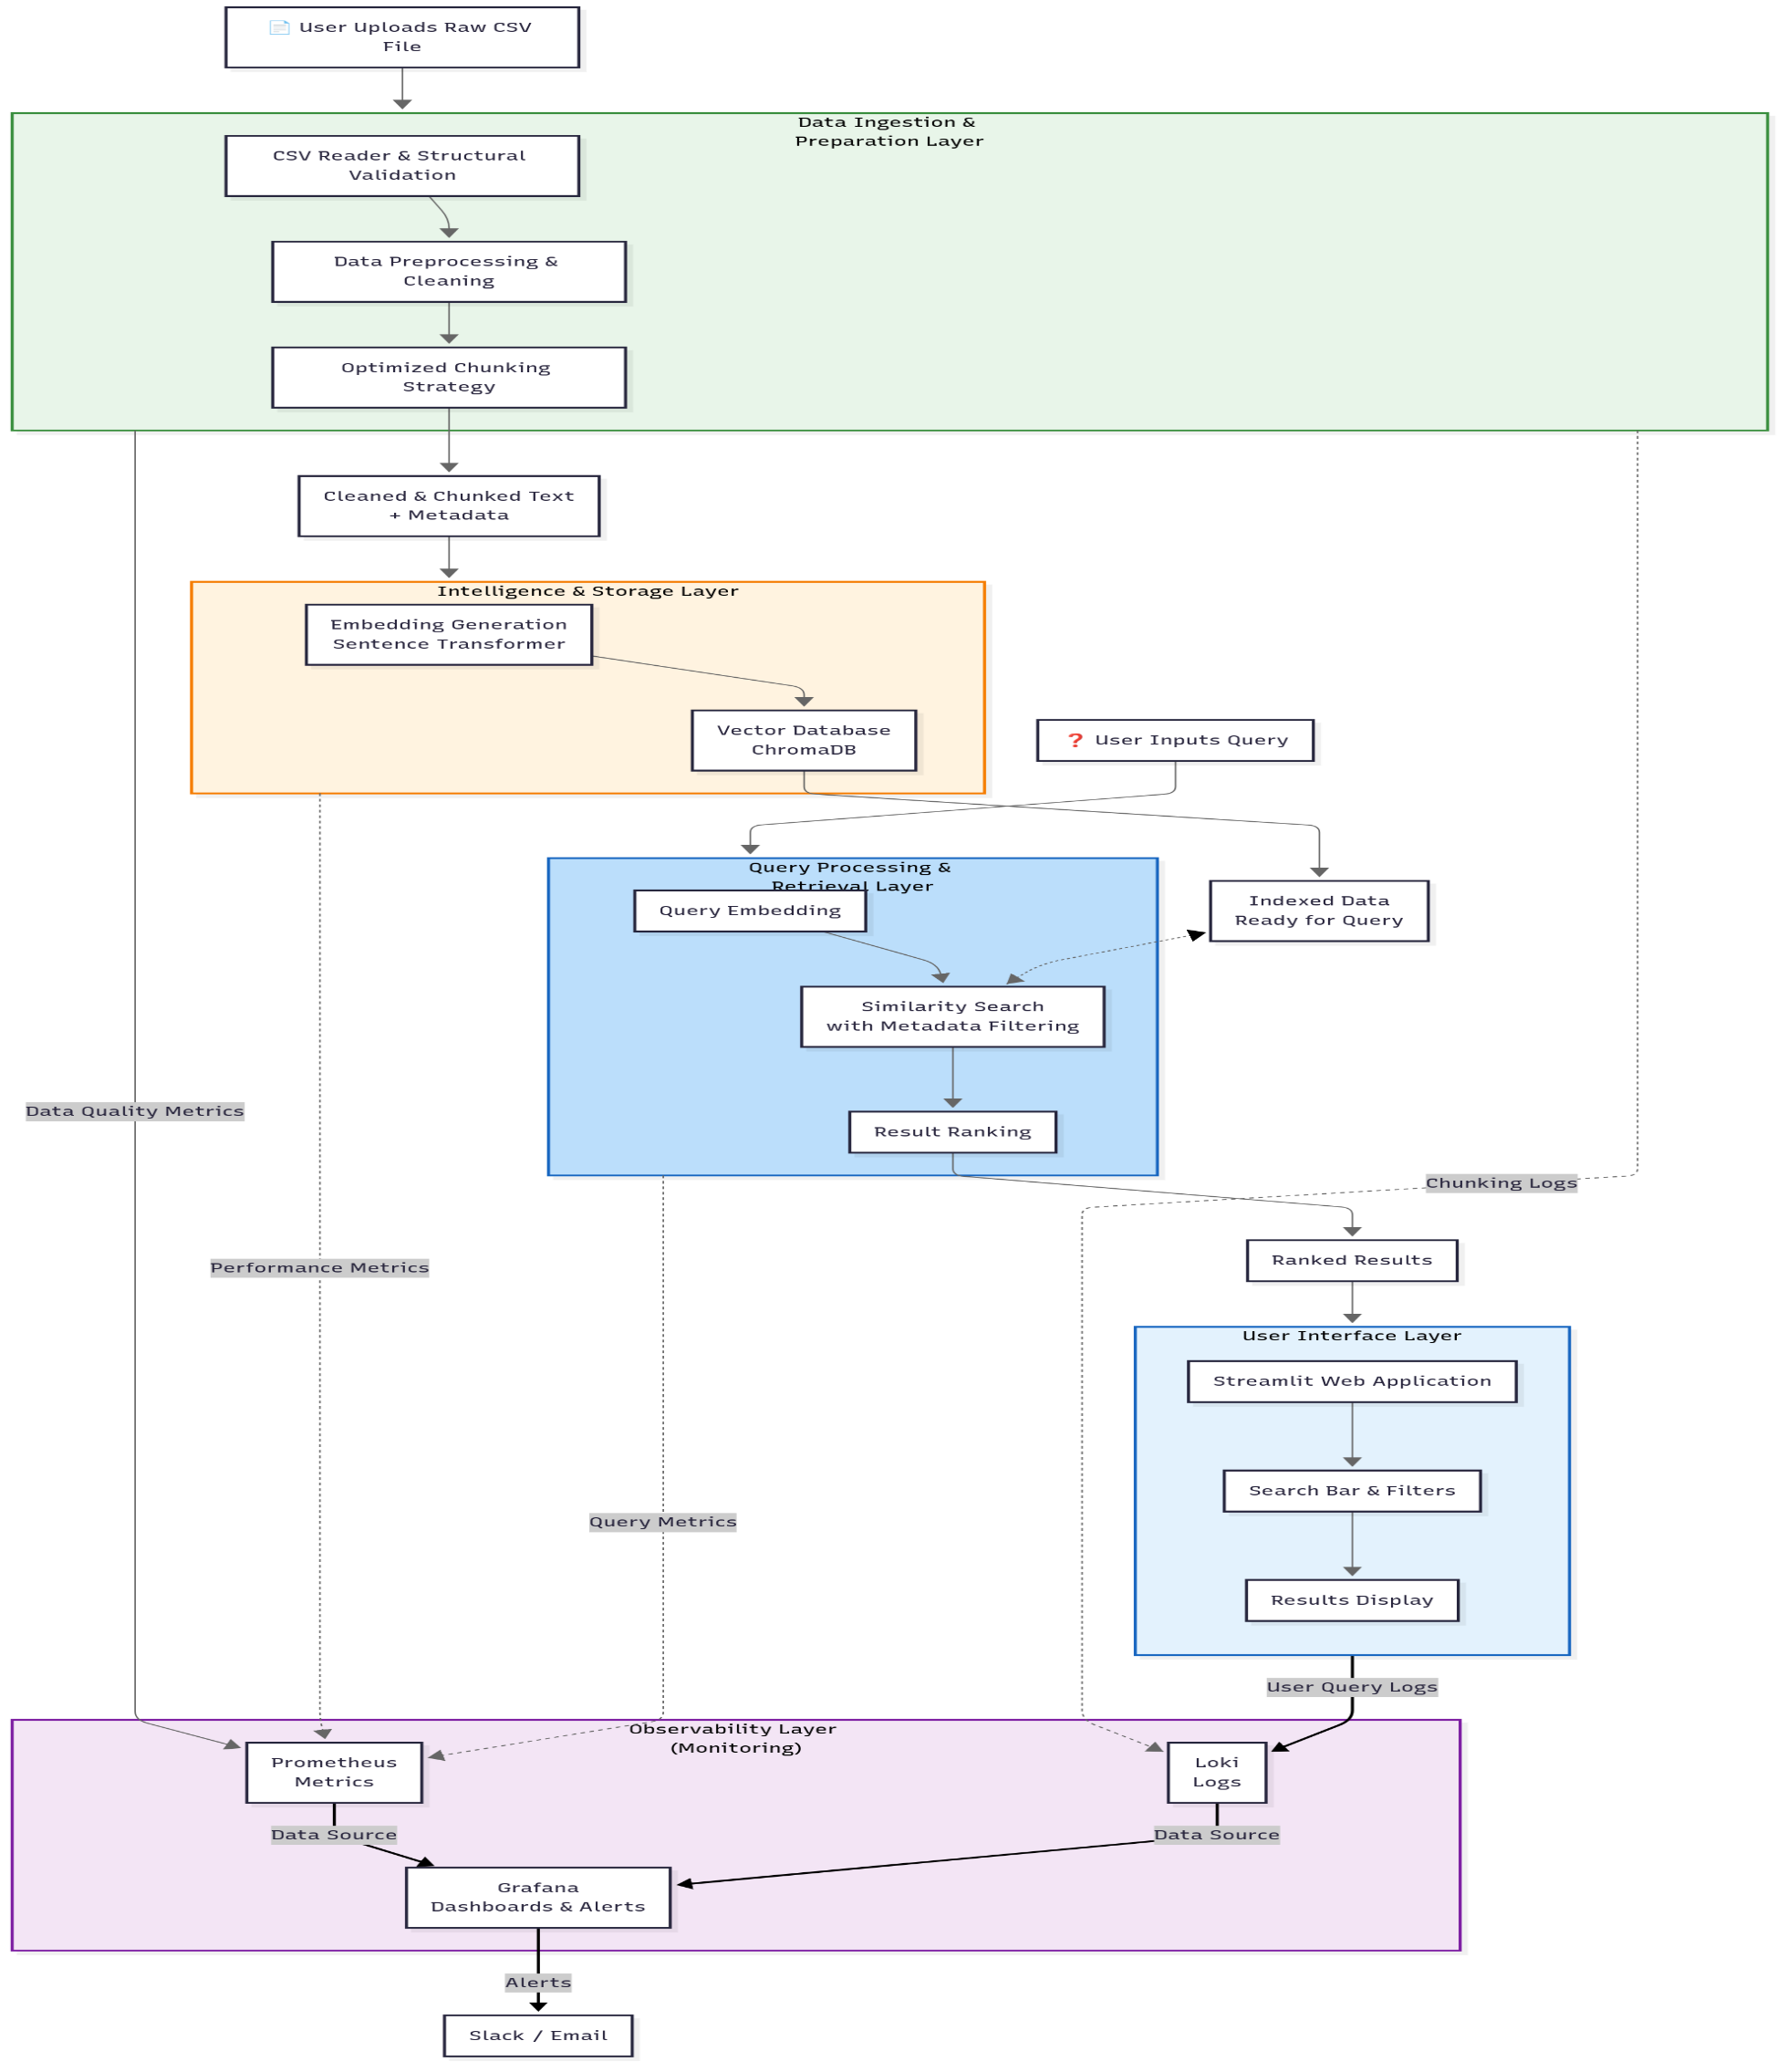 📄 User Uploads Raw CSV
File
Data Ingestion &
Preparation Layer
CSV Reader & Structural
Validation
Data Preprocessing &
Cleaning
Optimized Chunking
Strategy
Cleaned & Chunked Text
+ Metadata
Intelligence & Storage Layer
Embedding Generation
Sentence Transformer
Vector Database
ChromaDB
❓ User Inputs Query
Query Processing &
Retrieval Layer
Query Embedding
Indexed Data
Ready for Query
Similarity Search
with Metadata Filtering
Data Quality Metrics
Result Ranking
Chunking Logs
Performance Metrics
Ranked Results
User Interface Layer
Streamlit Web Application
Search Bar & Filters
Query Metrics
Results Display
User Query Logs
Observability Layer
(Monitoring)
Prometheus
Metrics
Loki
Logs
Data Source
Data Source
Grafana
Dashboards & Alerts
Alerts
Slack / Email